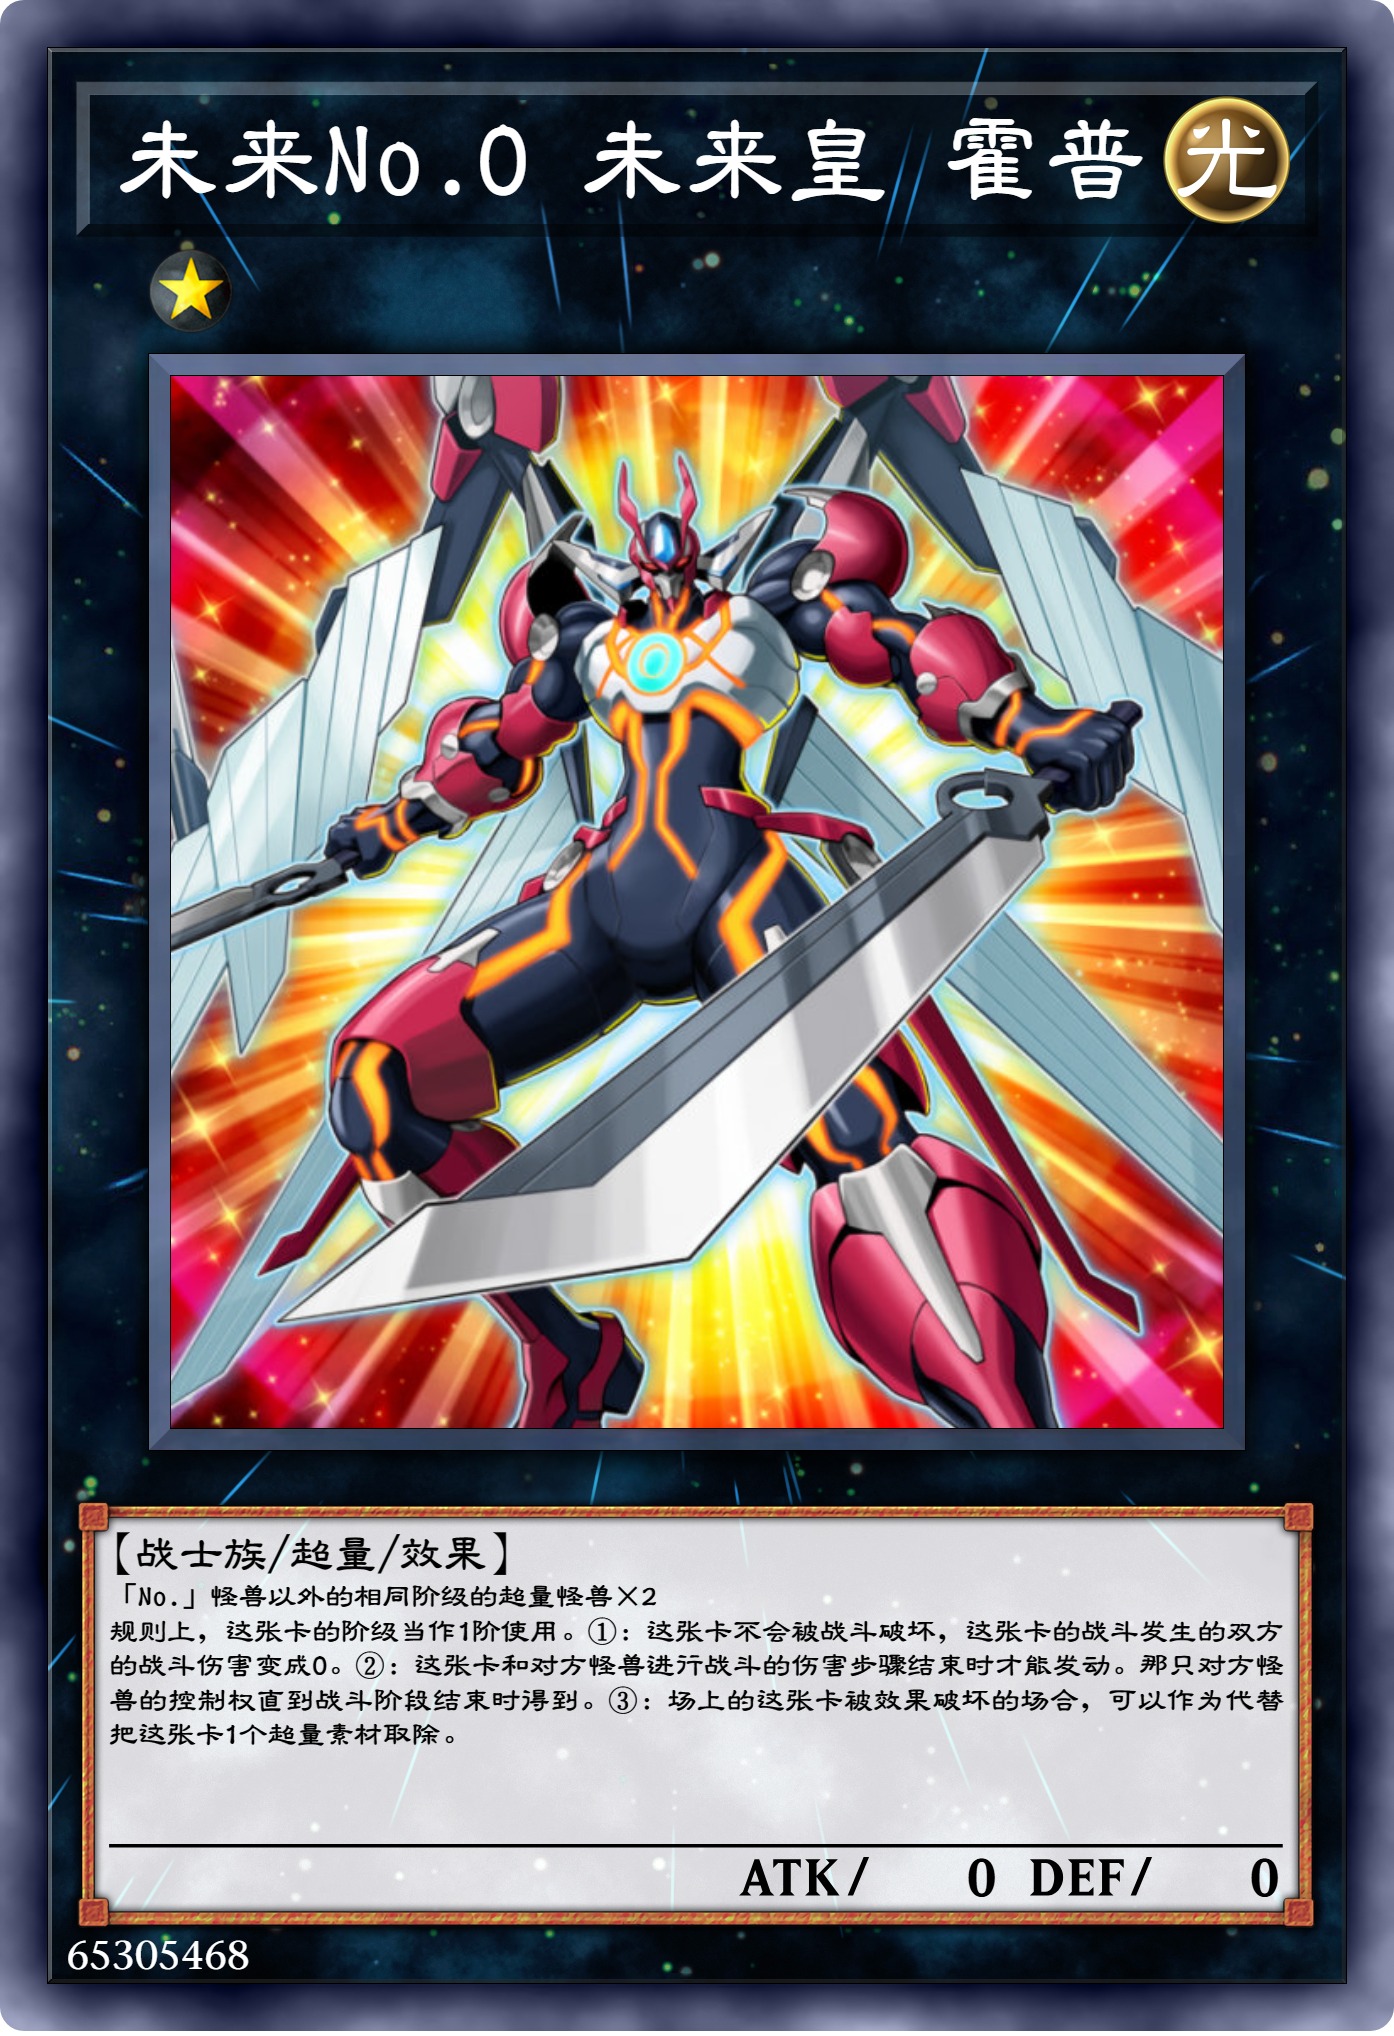 未来No.0 未来皇 霍普 光
【战士族/超量/效果】
「No.」怪兽以外的相同阶级的超量怪兽×2
规则上，这张卡的阶级当作1阶使用。①：这张卡不会被战斗破坏，这张卡的战斗发生的双方
的战斗伤害变成0。②：这张卡和对方怪兽进行战斗的伤害步骤结束时才能发动。那只对方怪
兽的控制权直到战斗阶段结束时得到。③：场上的这张卡被效果破坏的场合，可以作为代替
把这张卡1个超量素材取除。
ATK/ 0 DEF/ 0
65305468